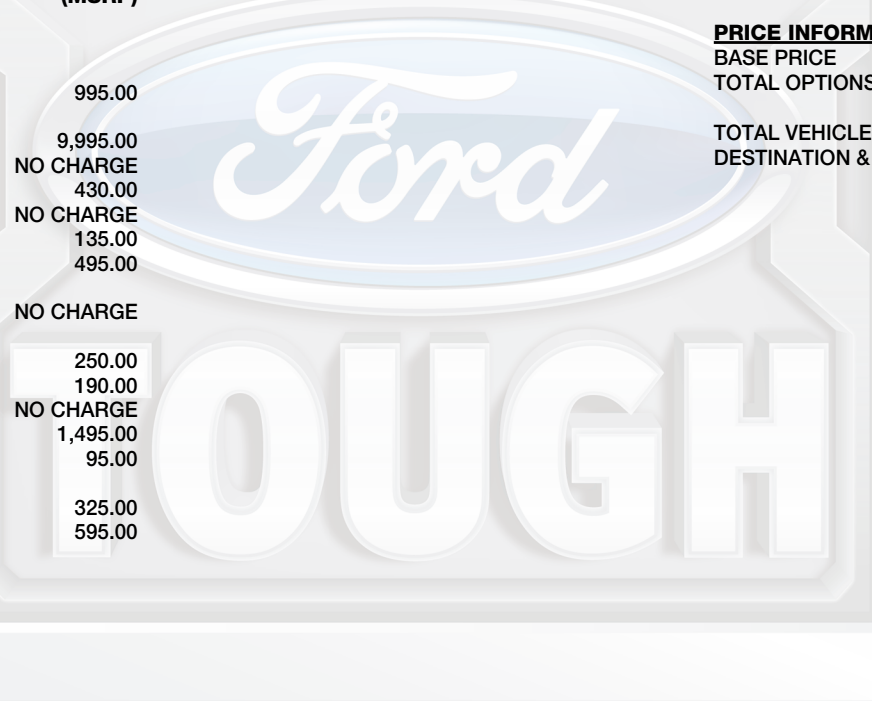 (MSRP)
995.00
9,995.00
NO CHARGE
430.00
NO CHARGE
135.00
495.00
NO CHARGE
250.00
190.00
NO CHARGE
1,495.00
95.00
325.00
595.00
PRICE INFORM
BASE PRICE
TOTAL OPTIONS
TOTAL VEHICLE
DESTINATION &
Ford
TOUGH